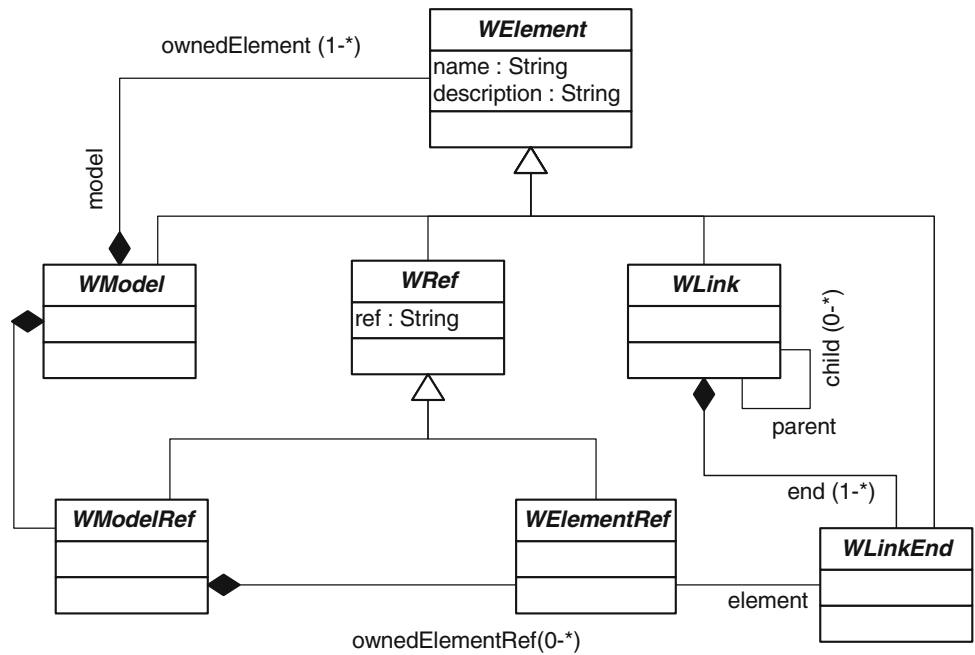 WElement
ownedElement (1-*)
name : String
description : String
model
WModel
WRef
WLink
ref : String
child (0-*)
parent
end (1-*)
WModelRef
WElementRef
WLinkEnd
element
ownedElementRef(0-*)